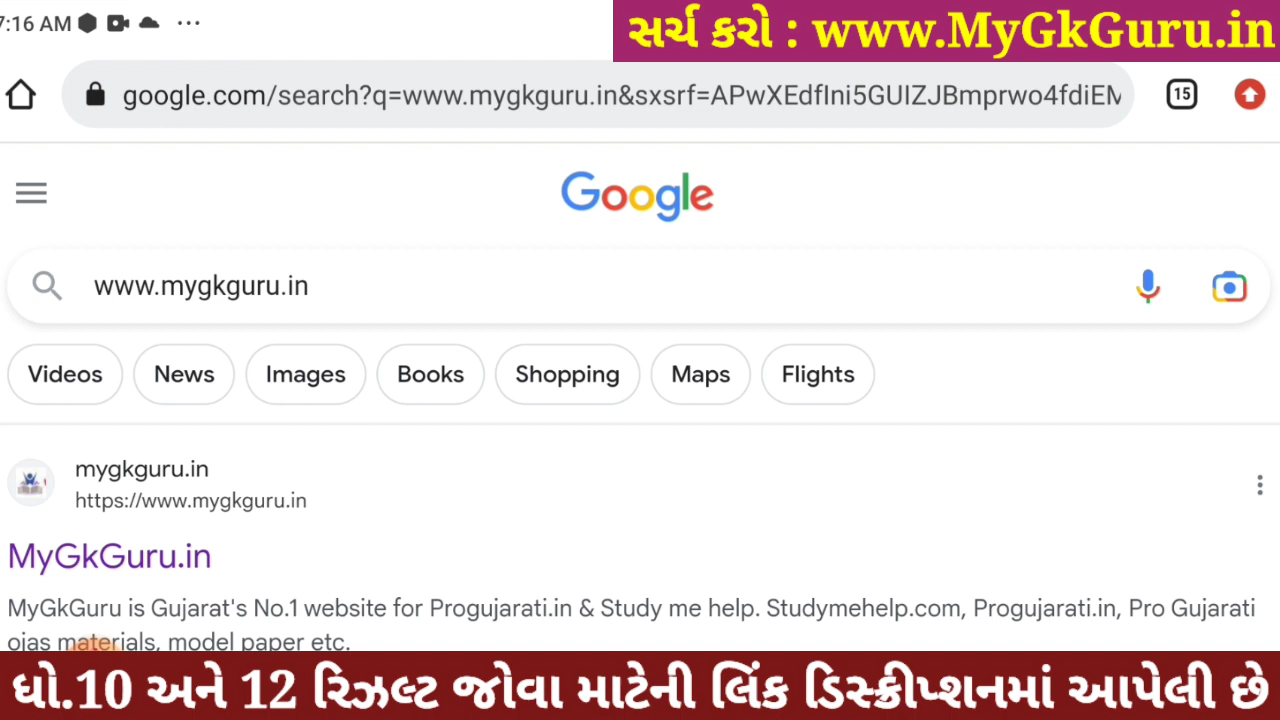 7:16 AM
સર્ચ કરો : www.MyGkGuru.in
google.com/search?q=www.mygkguru.in&sxsrf=APwXEdfIni5GUIZJBmprwo4fdiEM
15
Google
www.mygkguru.in
Videos News Images Books Shopping Maps Flights
mygkguru.in
https://www.mygkguru.in
MyGkGuru.in
MyGkGuru is Gujarat's No.1 website for Progujarati.in & Study me help. Studymehelp.com, Progujarati.in, Pro Gujarati
ojas materials, model paper etc.
ધો.10 અને 12 રિઝલ્ટ જોવા માટેની લિંક ડિસ્ક્રીપ્શનમાં આપેલી છે